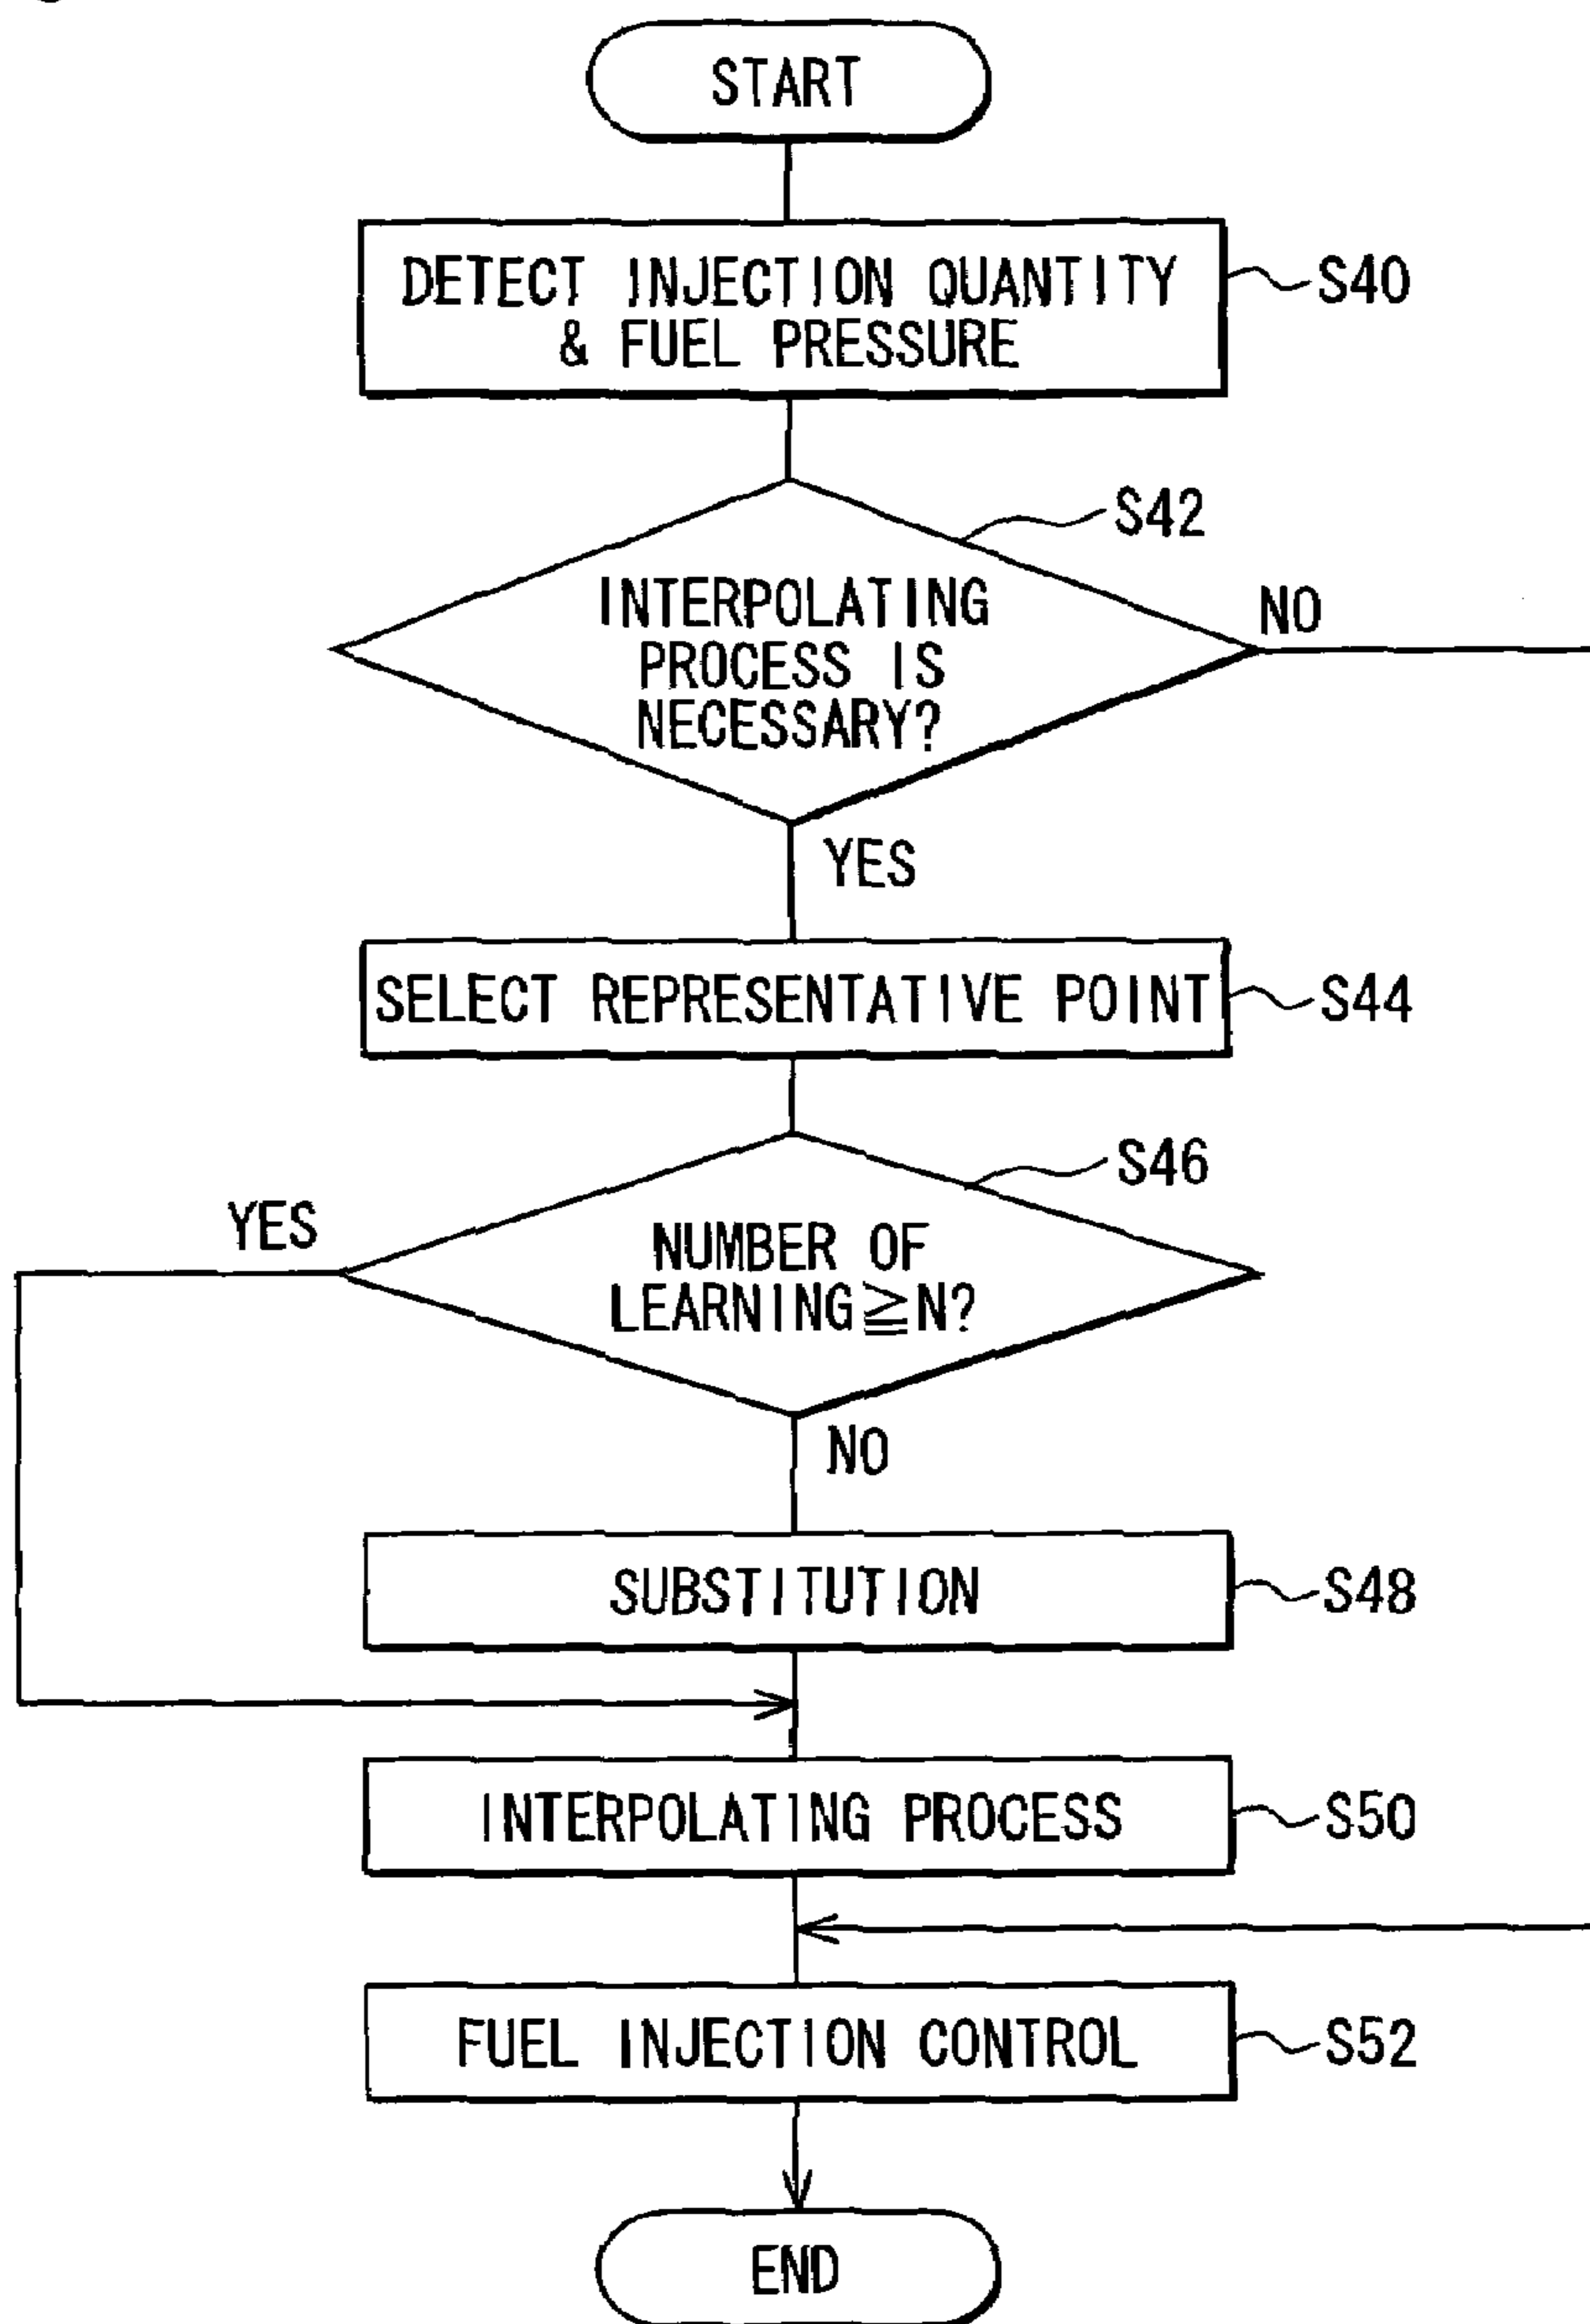 START
DETECT INJECTION QUANTITY
& FUEL PRESSURE
S40
S42
INTERPOLATING
PROCESS IS
NECESSARY?
NO
YES
SELECT REPRESENTATIVE POINT
S44
S46
YES
NUMBER OF
LEARNING≧N?
NO
SUBSTITUTION
S48
INTERPOLATING PROCESS
S50
FUEL INJECTION CONTROL
S52
END